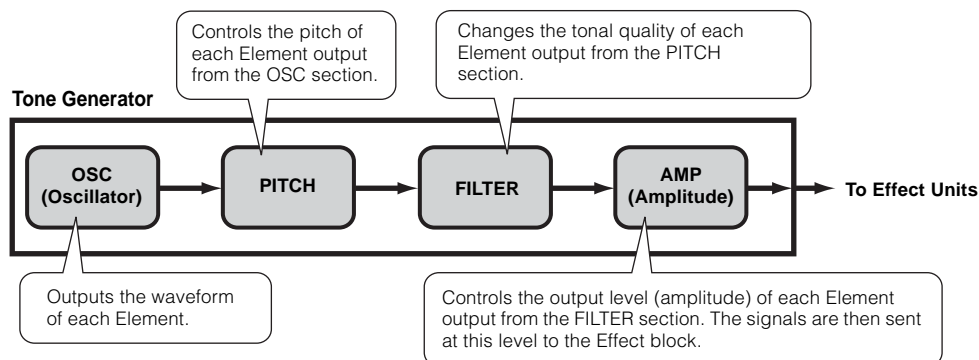 Controls the pitch of
each Element output
from the OSC section.
Changes the tonal quality of each
Element output from the PITCH
section.
Tone Generator
OSC
(Oscillator)
PITCH
FILTER
AMP
(Amplitude)
To Effect Units
Outputs the waveform
of each Element.
Controls the output level (amplitude) of each Element
output from the FILTER section. The signals are then sent
at this level to the Effect block.